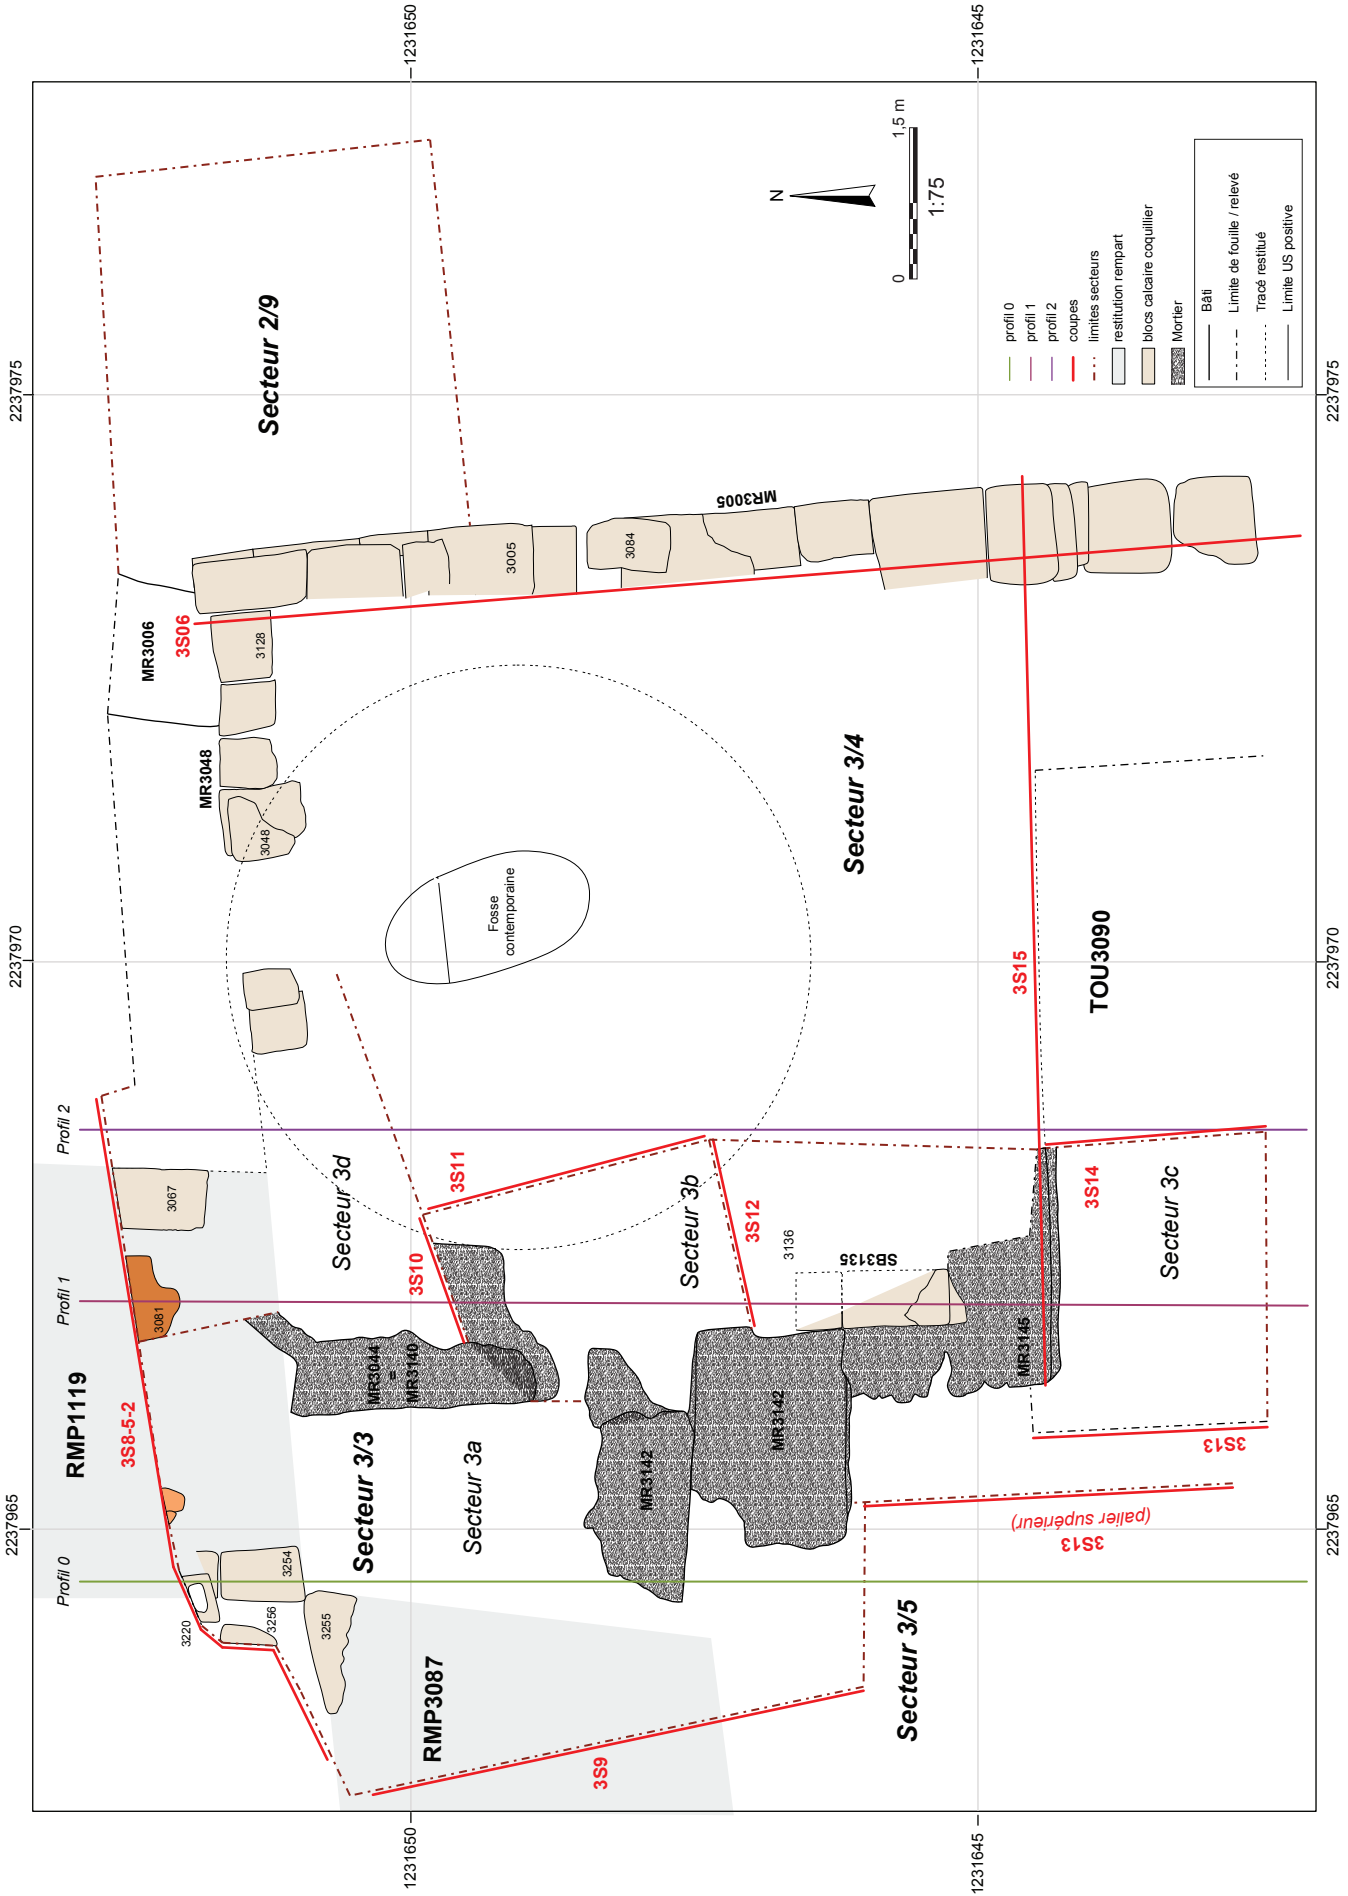 2237965
2237970
2237975
1231650
1231650
1231645
1231645
2237965
2237970
2237975
Profil 0
Profil 1
Profil 2
RMP1119
3S8-5-2
3081
3067
3220
3256
3254
3255
RMP3087
Secteur 3/3
Secteur 3a
MR3044
=
MR3140
Secteur 3d
3S10
3S11
Secteur 3b
3S12
3136
SB3135
MR3142
MR3142
MR3145
3S9
Secteur 3/5
3S13
(palier supérieur)
3S13
Secteur 3c
3S14
3S15
TOU3090
Secteur 3/4
Fosse
contemporaine
MR3048
3048
MR3006
3S06
3128
3005
3084
MR3005
Secteur 2/9
N
0
1,5 m
1:75
profil 0
profil 1
profil 2
coupes
limites secteurs
restitution rempart
blocs calcaire coquillier
Mortier
Bâti
Limite de fouille / relevé
Tracé restitué
Limite US positive